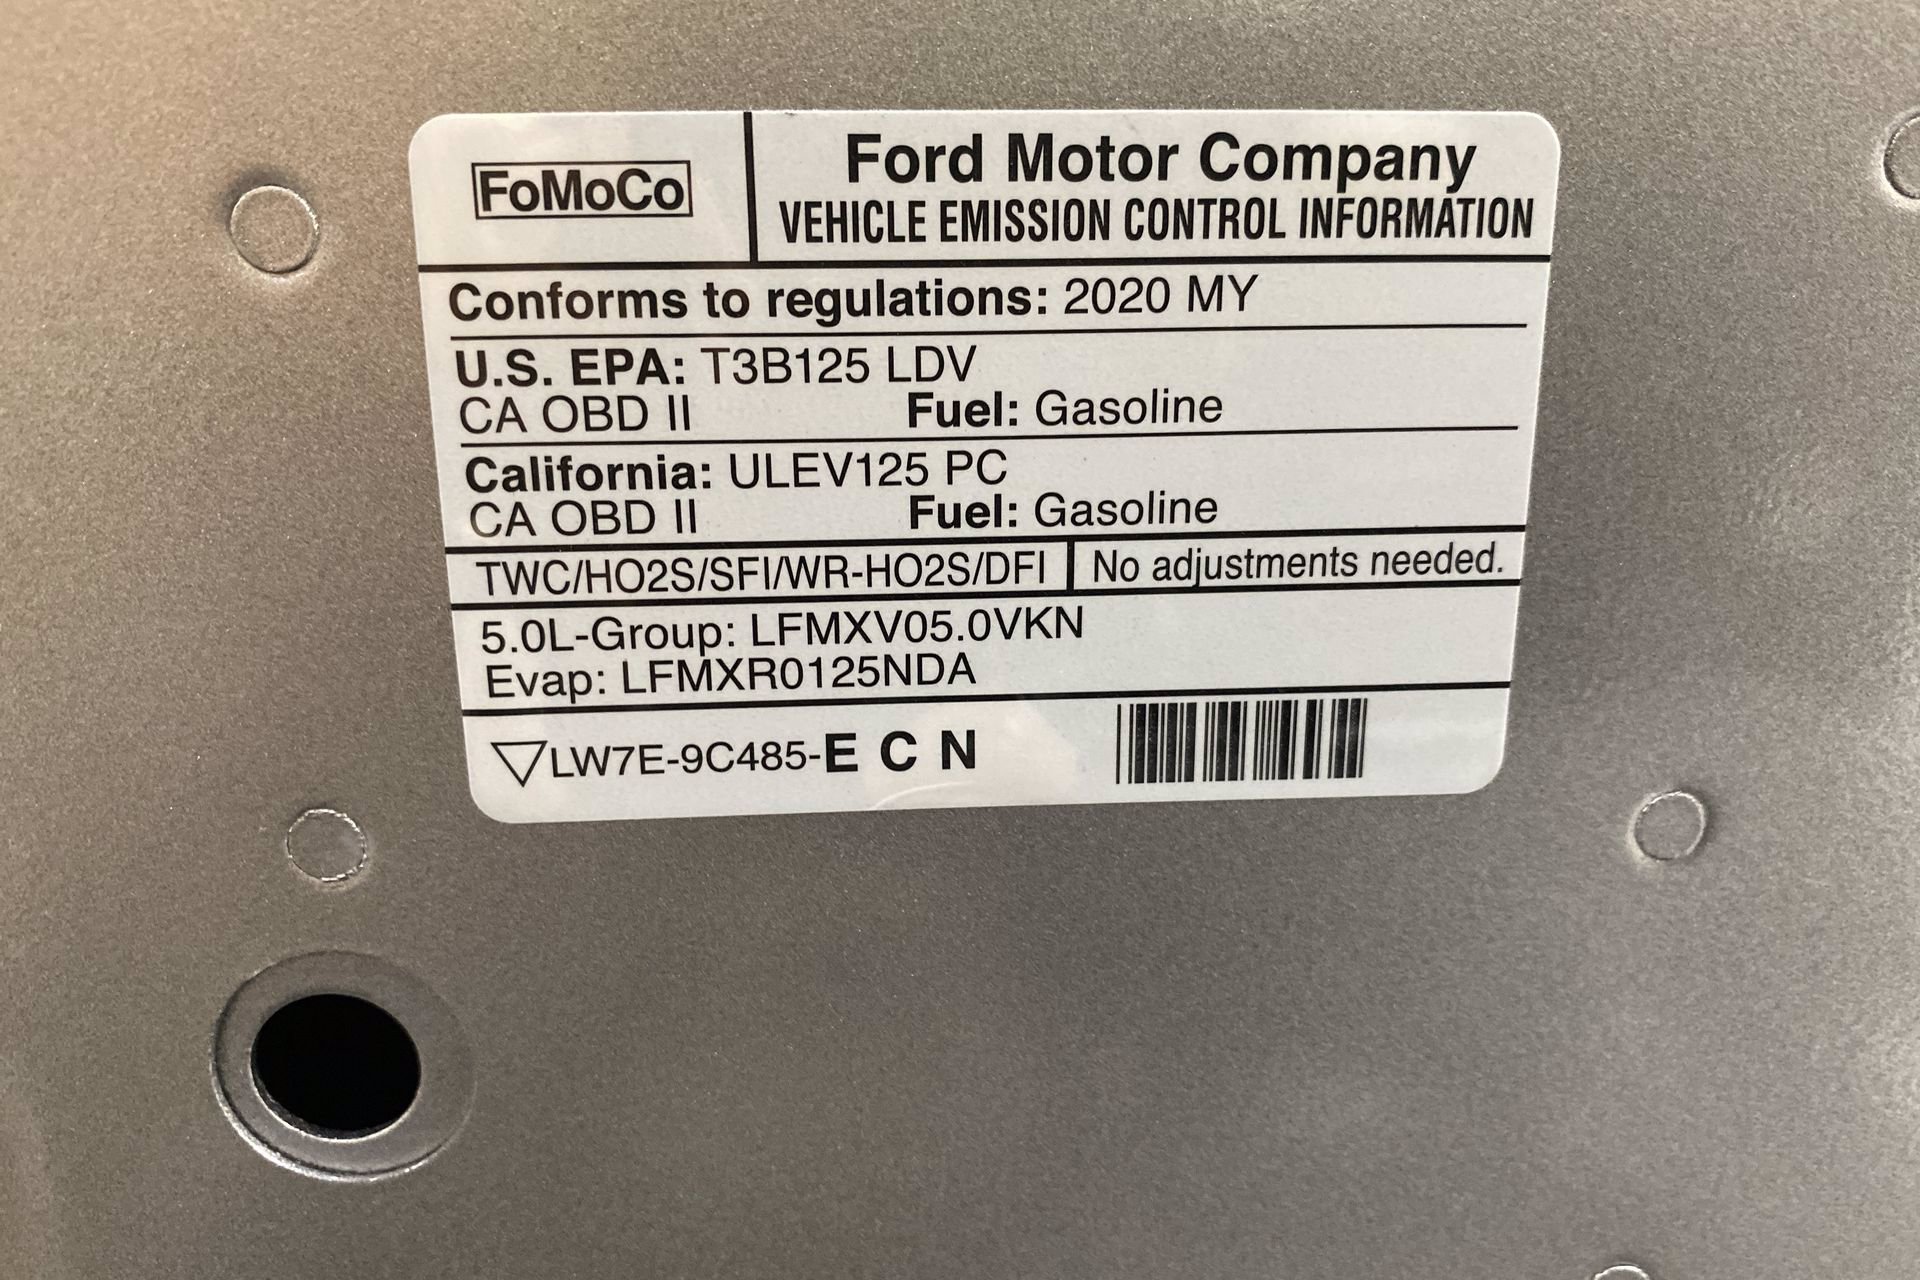 FoMoCo
Ford Motor Company
VEHICLE EMISSION CONTROL INFORMATION
Conforms to regulations: 2020 MY
U.S. EPA: T3B125 LDV
CA OBD II Fuel: Gasoline
California: ULEV125 PC
CA OBD II Fuel: Gasoline
TWC/HO2S/SFI/WR-HO2S/DFI No adjustments needed.
5.0L-Group: LFMXV05.0VKN
Evap: LFMXR0125NDA
▽LW7E-9C485-E C N